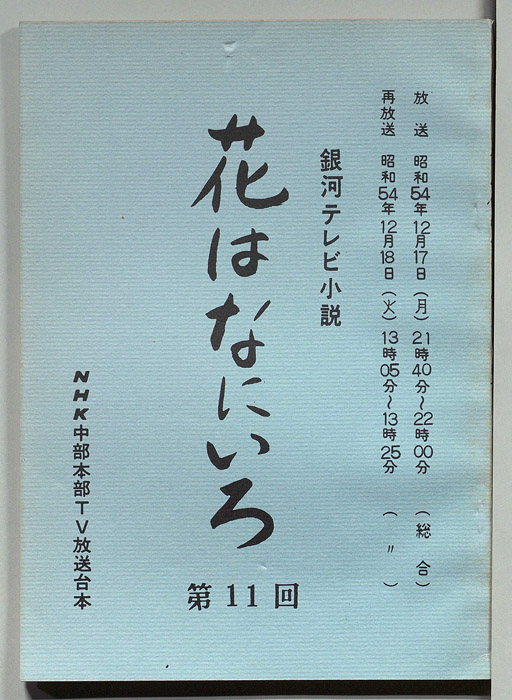 放送 昭和54年12月17日(月)21時40分~22時00分(総合)
再放送 昭和54年12月18日(火)13時05分~13時25分(〃)
銀河テレビ小説
花はなにいろ
第11回
NHK中部本部TV放送台本